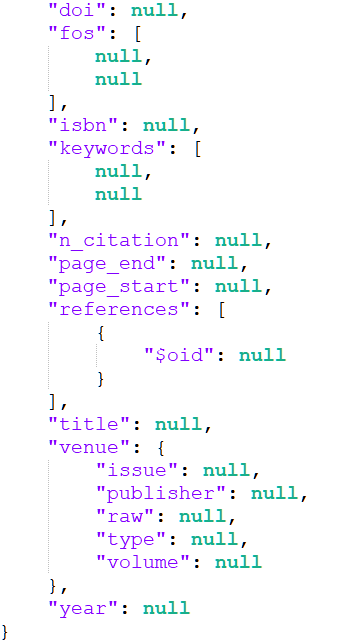 "doi": null,
    "fos": [
        null,
        null
    ],
    "isbn": null,
    "keywords": [
        null,
        null
    ],
    "n_citation": null,
    "page_end": null,
    "page_start": null,
    "references": [
        {
            "$oid": null
        }
    ],
    "title": null,
    "venue": {
        "issue": null,
        "publisher": null,
        "raw": null,
        "type": null,
        "volume": null
    },
    "year": null
}